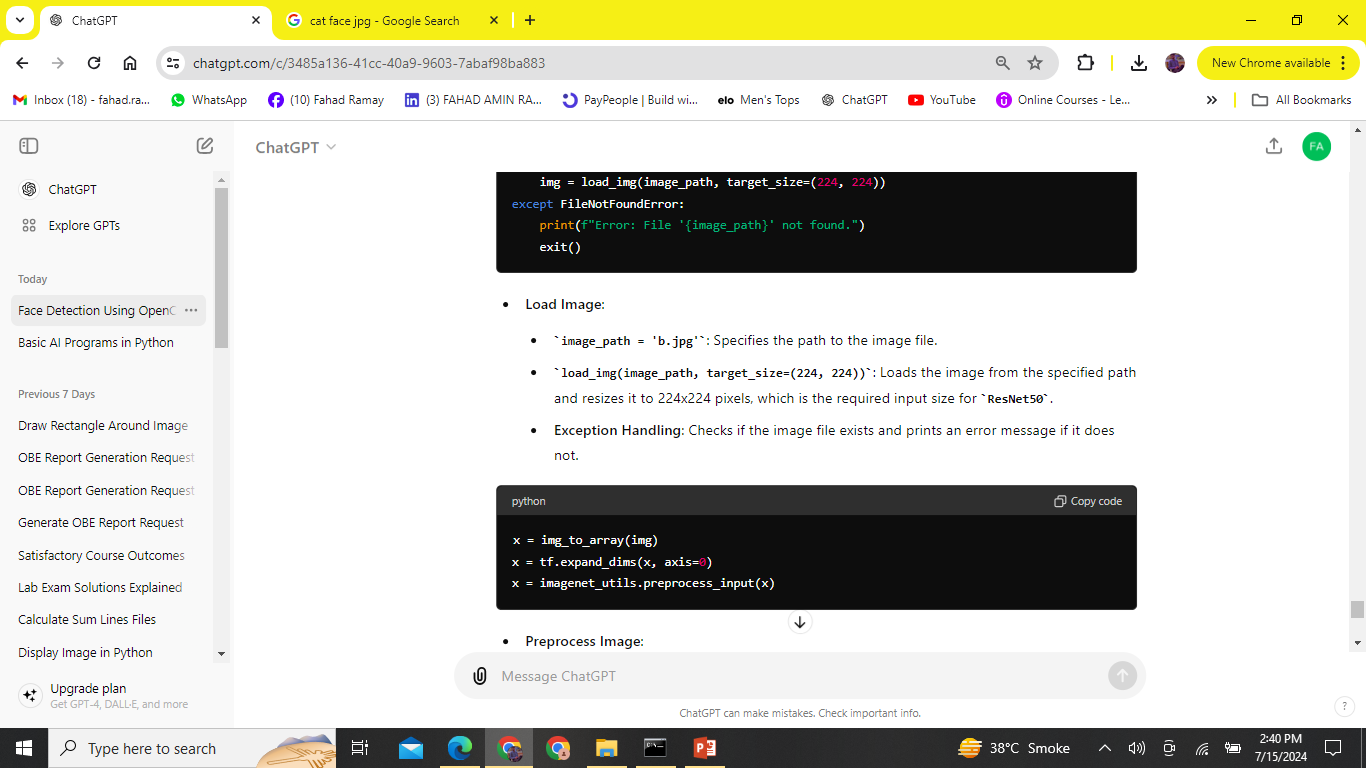 ChatGPT
cat face jpg - Google Search
chatgpt.com/c/3485a136-41cc-40a9-9603-7abaf98ba883
New Chrome available
Inbox (18) - fahad.ra...
WhatsApp
(10) Fahad Ramay
(3) FAHAD AMIN RA...
PayPeople | Build wi...
elo Men's Tops
ChatGPT
YouTube
Online Courses - Le...
All Bookmarks
ChatGPT
FA
ChatGPT
Explore GPTs
Today
Face Detection Using OpenC
Basic AI Programs in Python
Previous 7 Days
Draw Rectangle Around Image
OBE Report Generation Request
OBE Report Generation Request
Generate OBE Report Request
Satisfactory Course Outcomes
Lab Exam Solutions Explained
Calculate Sum Lines Files
Display Image in Python
Upgrade plan
Get GPT-4, DALL·E, and more
img = load_img(image_path, target_size=(224, 224))
except FileNotFoundError:
print(f"Error: File '{image_path}' not found.")
exit()
• Load Image:
• `image_path = 'b.jpg'`: Specifies the path to the image file.
• `load_img(image_path, target_size=(224, 224))`: Loads the image from the specified path
and resizes it to 224x224 pixels, which is the required input size for `ResNet50`.
• Exception Handling: Checks if the image file exists and prints an error message if it does
not.
python
Copy code
x = img_to_array(img)
x = tf.expand_dims(x, axis=0)
x = imagenet_utils.preprocess_input(x)
• Preprocess Image:
Message ChatGPT
ChatGPT can make mistakes. Check important info.
?
Type here to search
38°C Smoke
2:40 PM
7/15/2024